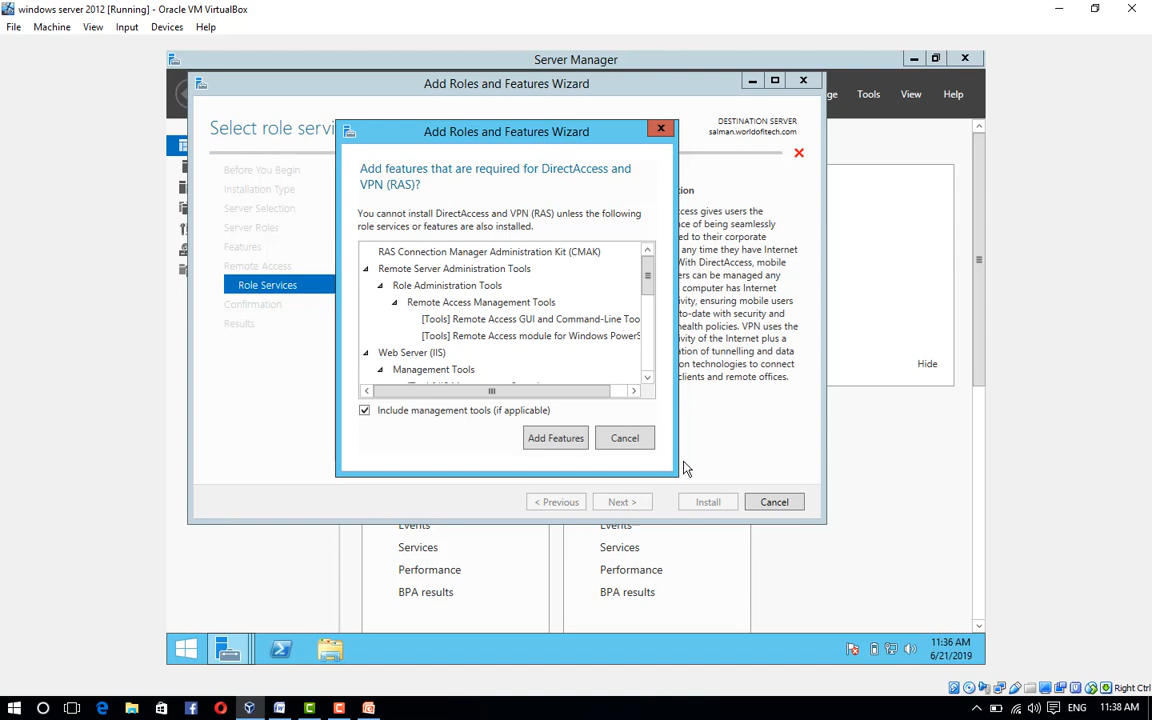 windows server 2012 [Running] - Oracle VM VirtualBox
File Machine View Input Devices Help
Server Manager
Add Roles and Features Wizard
Tools View Help
Select role servi
DESTINATION SERVER
salman.worldofitech.com
Before You Begin
Installation Type
Server Selection
Server Roles
Features
Remote Access
Role Services
Confirmation
Results
Add Roles and Features Wizard
Add features that are required for DirectAccess and
VPN (RAS)?
You cannot install DirectAccess and VPN (RAS) unless the following
role services or features are also installed.
RAS Connection Manager Administration Kit (CMAK)
Remote Server Administration Tools
Role Administration Tools
Remote Access Management Tools
[Tools] Remote Access GUI and Command-Line Too
[Tools] Remote Access module for Windows PowerS
Web Server (IIS)
Management Tools
Include management tools (if applicable)
Add Features Cancel
ption
cess gives users the
ce of being seamlessly
ed to their corporate
any time they have Internet
With DirectAccess, mobile
ers can be managed any
computer has Internet
ivity, ensuring mobile users
to-date with security and
health policies. VPN uses the
ivity of the Internet plus a
ation of tunnelling and data
on technologies to connect
clients and remote offices.
Hide
< Previous Next > Install Cancel
Events Events
Services Services
Performance Performance
BPA results BPA results
11:36 AM
6/21/2019
Right Ctrl
ENG 11:38 AM